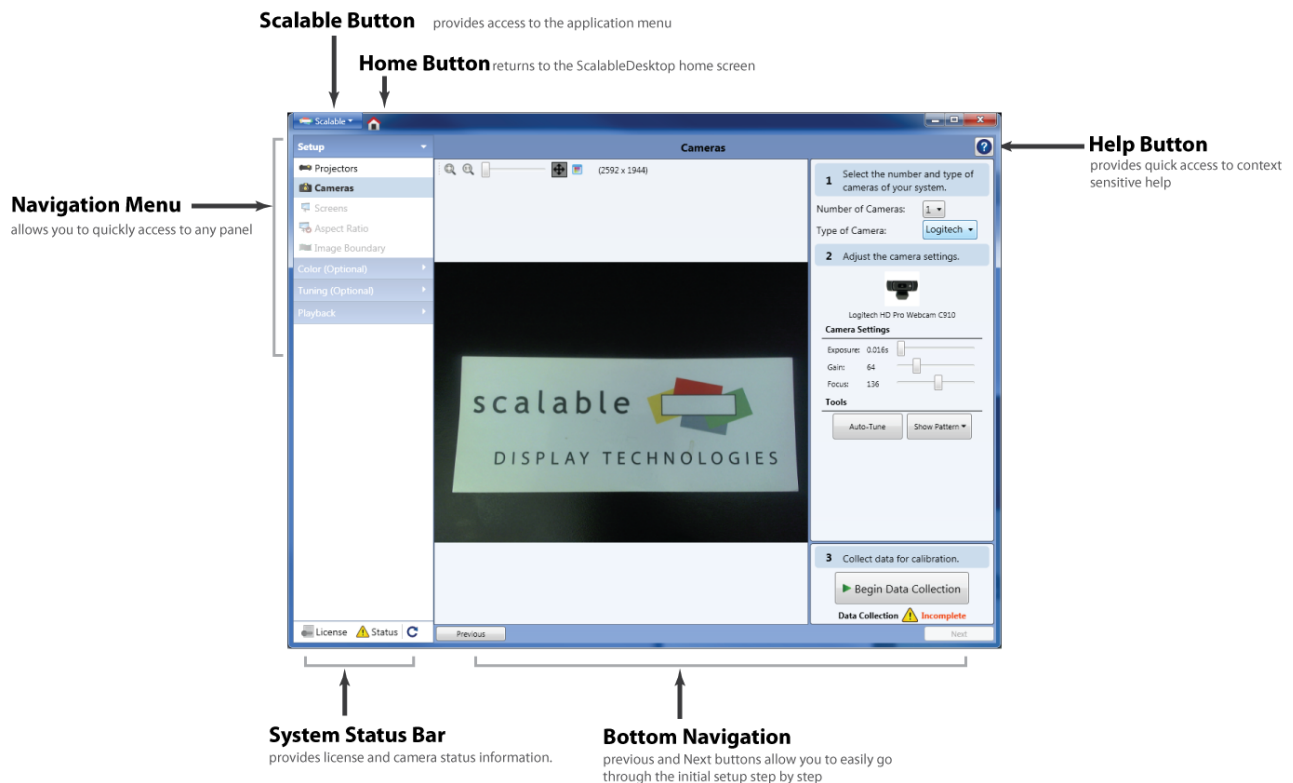 Scalable Button provides access to the application menu
Home Button returns to the ScalableDesktop home screen
Scalable
Setup
Cameras
Help Button
provides quick access to context
sensitive help
Navigation Menu
allows you to quickly access to any panel
Projectors
Cameras
Screens
Aspect Ratio
Image Boundary
Color (Optional)
Tuning (Optional)
Playback
(2592 x 1944)
scalable
DISPLAY TECHNOLOGIES
1 Select the number and type of
cameras of your system.
Number of Cameras: 1
Type of Camera: Logitech
2 Adjust the camera settings.
Logitech HD Pro Webcam C910
Camera Settings
Exposure: 0.016s
Gain: 64
Focus: 136
Tools
Auto-Tune Show Pattern
3 Collect data for calibration.
Begin Data Collection
Data Collection Incomplete
License Status
Previous
Next
System Status Bar
provides license and camera status information.
Bottom Navigation
previous and Next buttons allow you to easily go
through the initial setup step by step